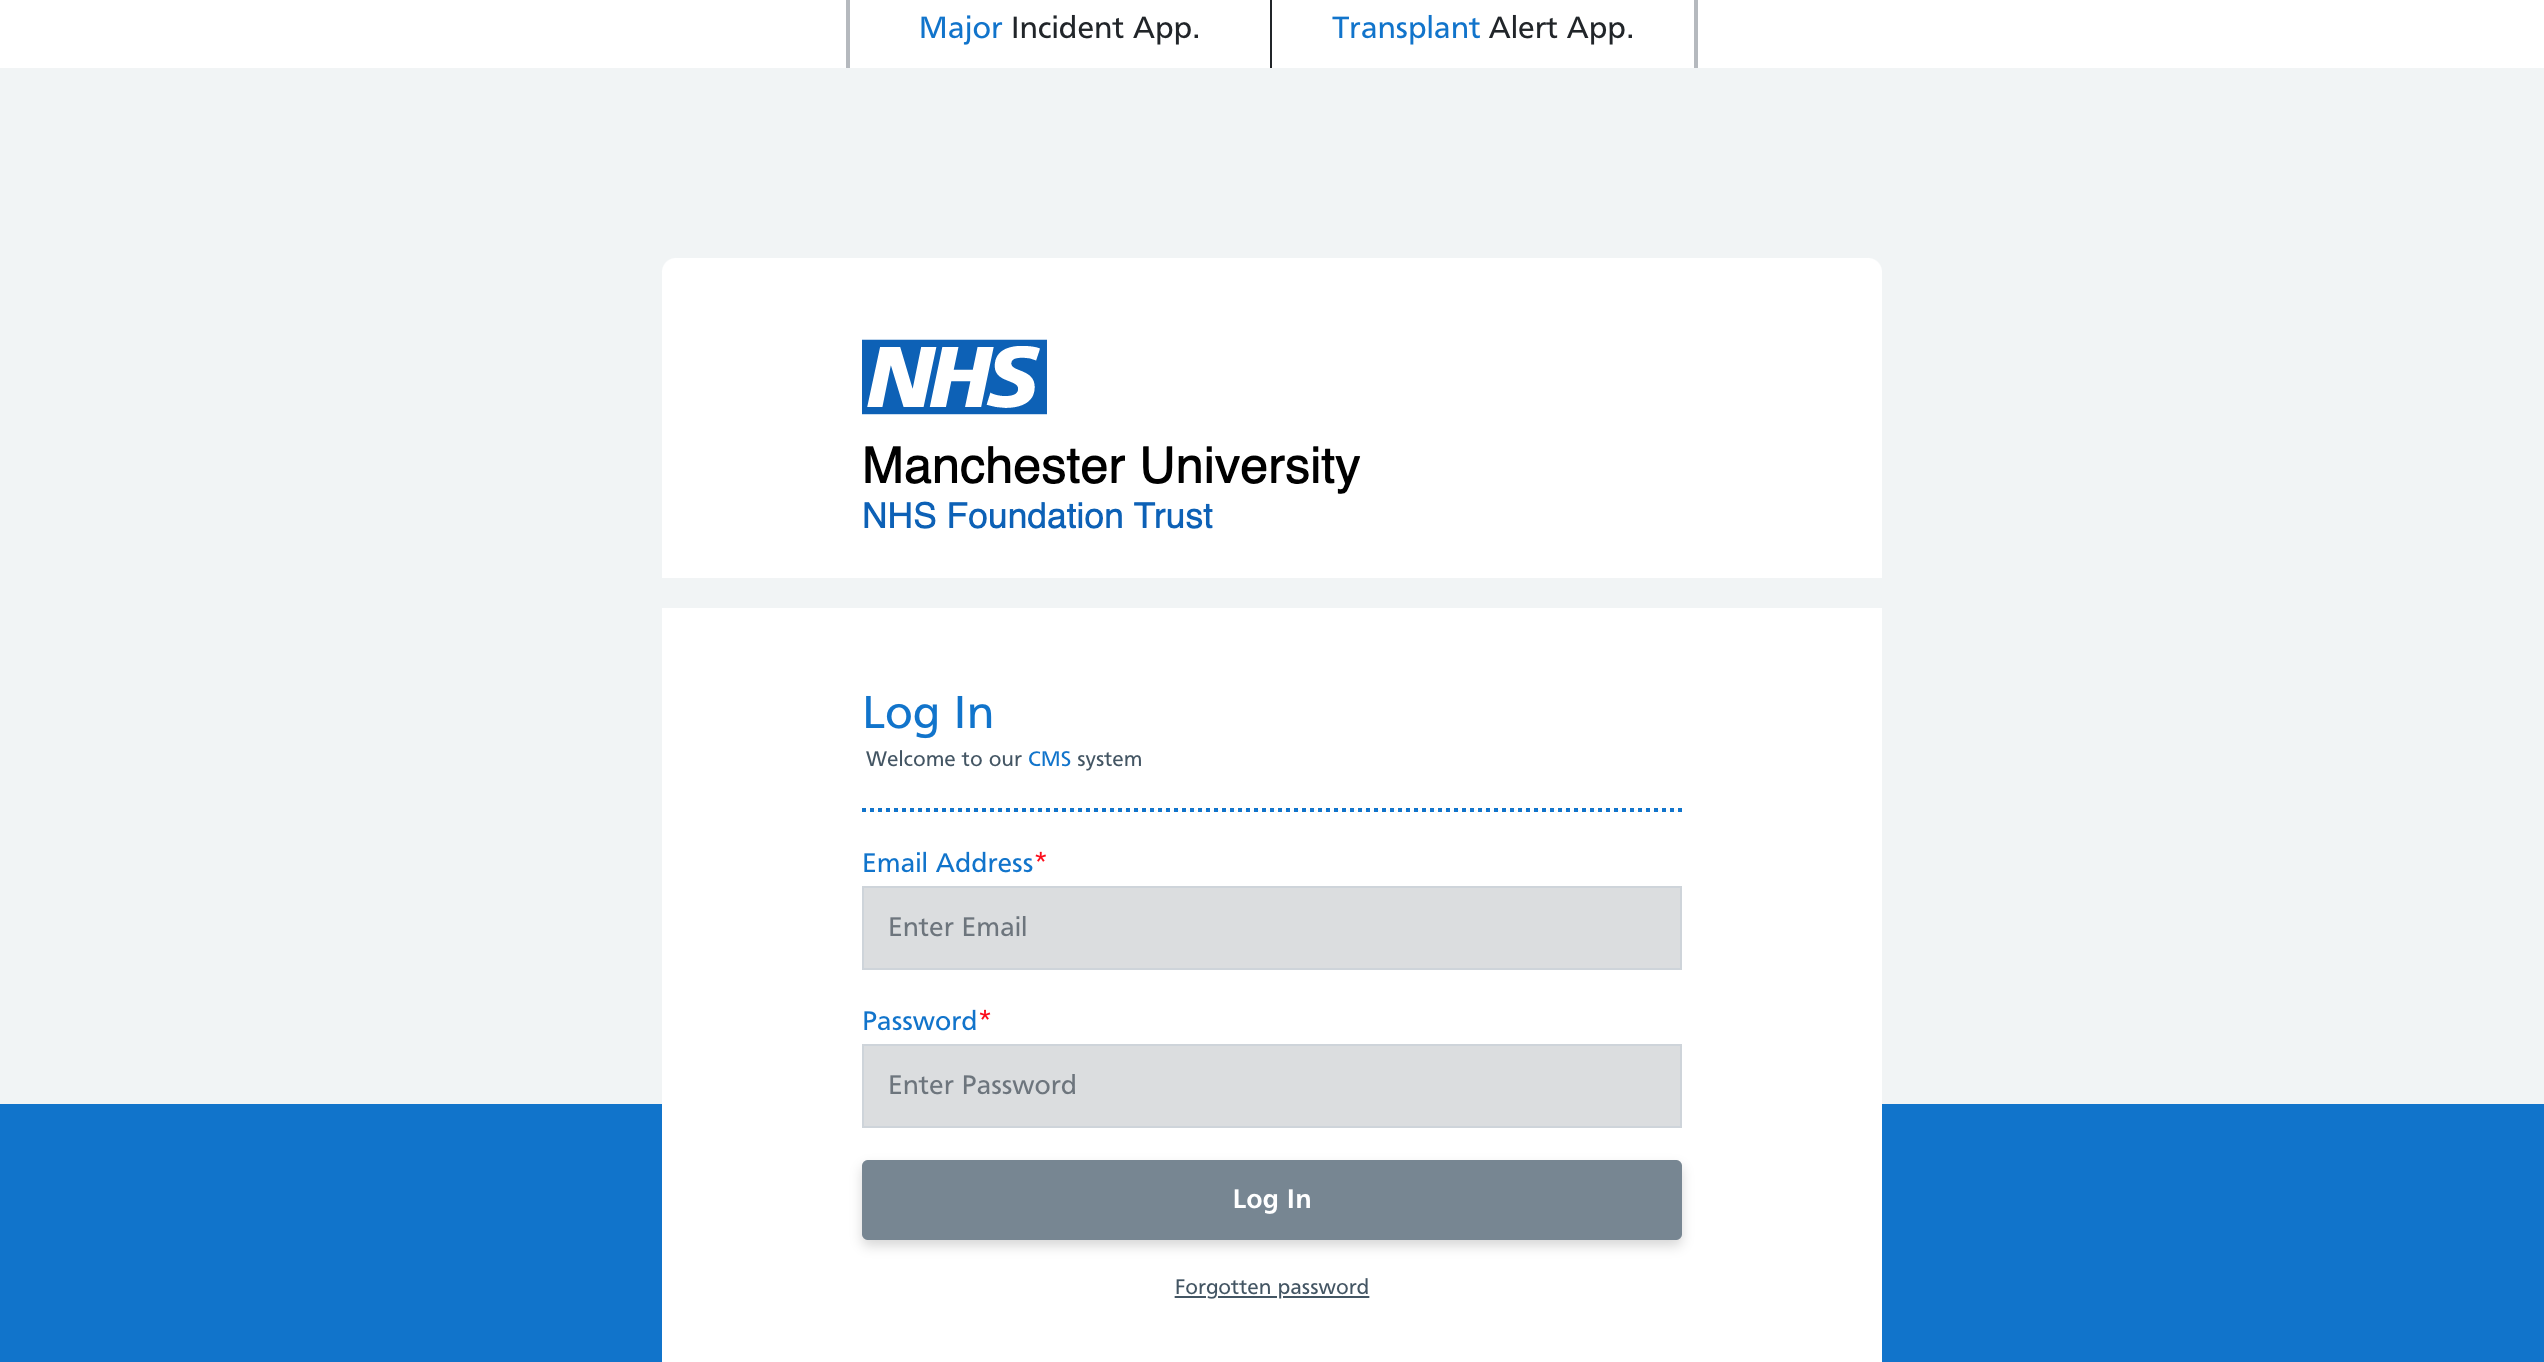 Major Incident App.
Transplant Alert App.
NHS
Manchester University
NHS Foundation Trust
Log In
Welcome to our CMS system
Email Address*
Enter Email
Password*
Enter Password
Log In
Forgotten password